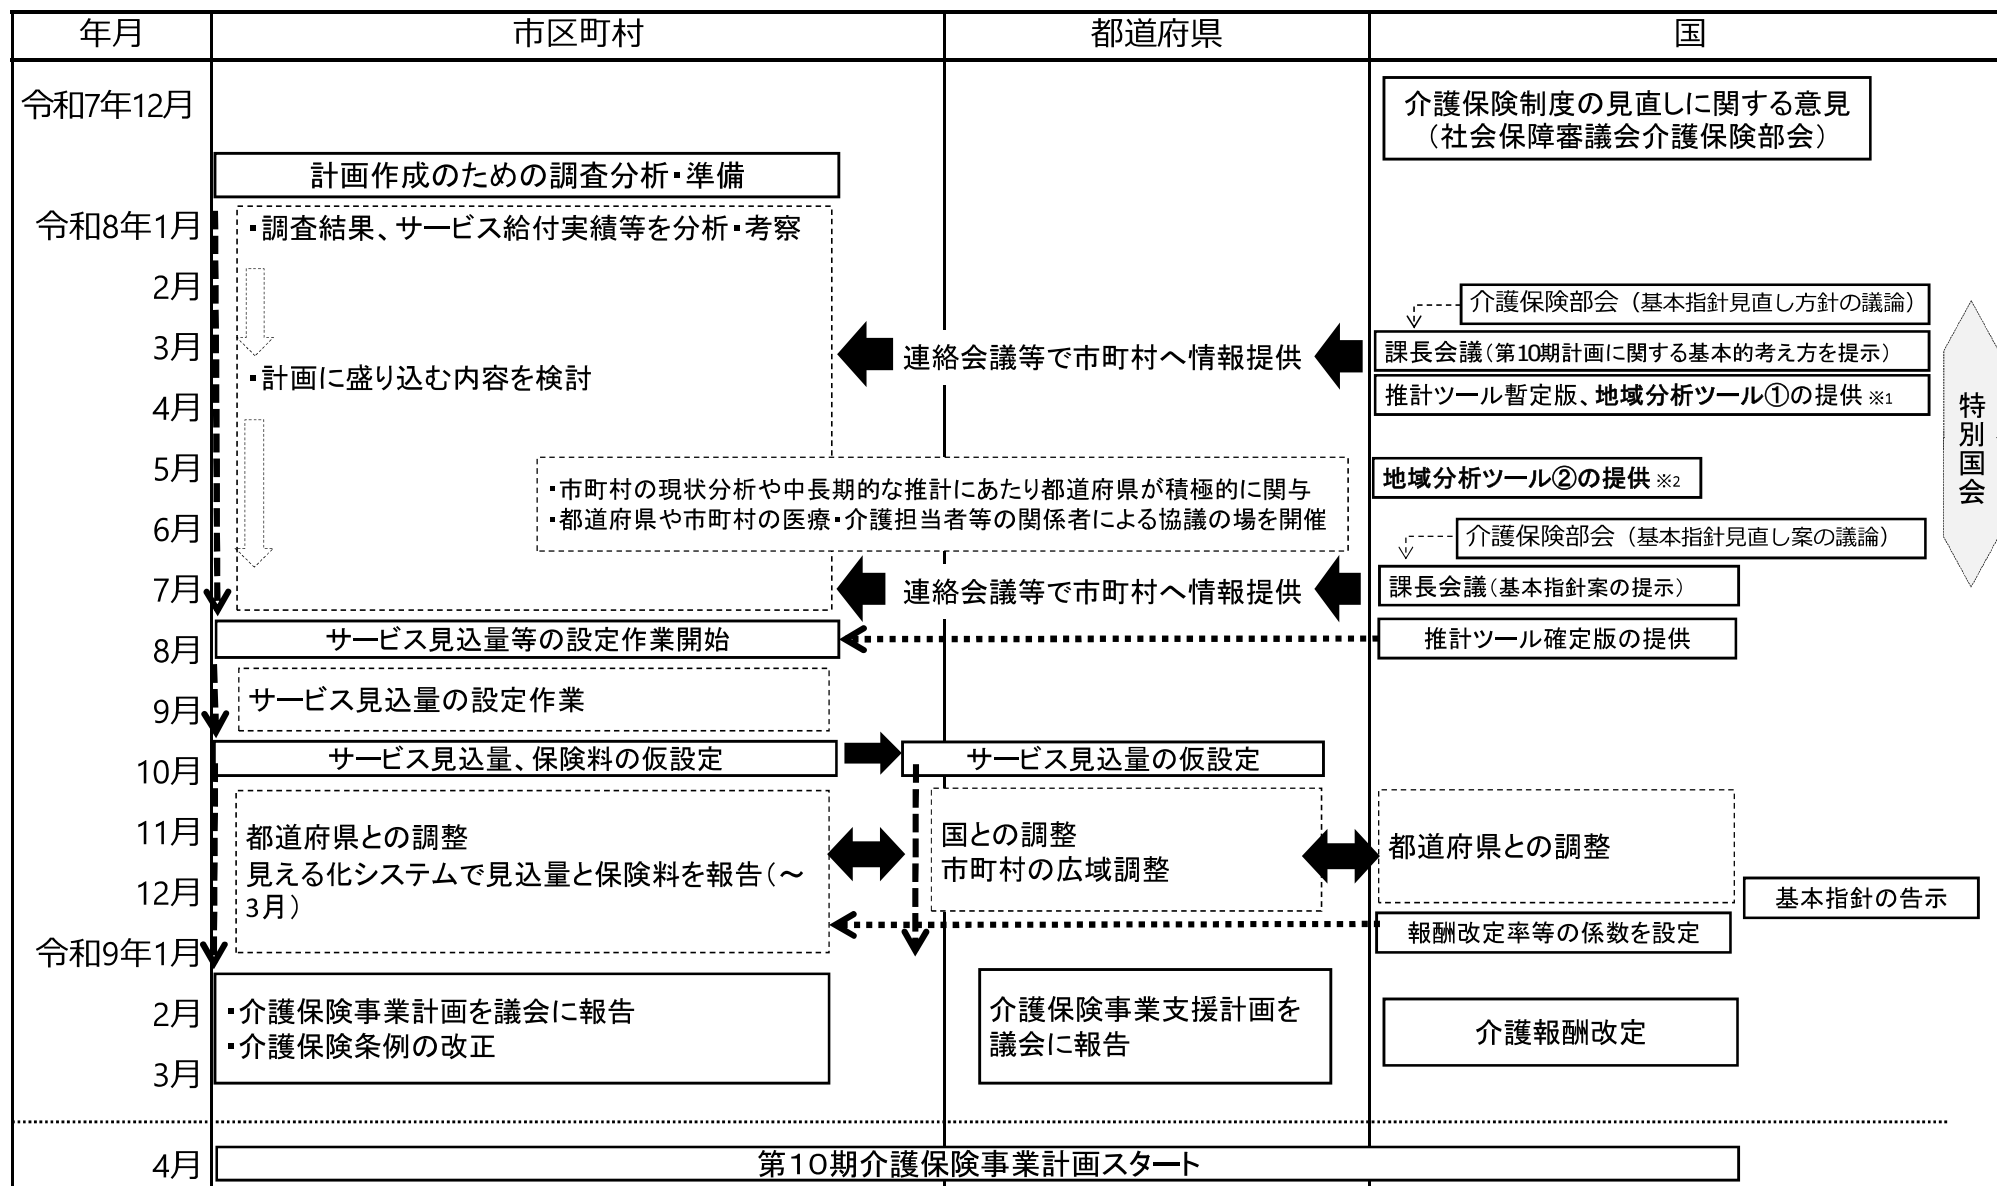 年月
市区町村
都道府県
国
令和7年12月
介護保険制度の見直しに関する意見
（社会保障審議会介護保険部会）
計画作成のための調査分析・準備
令和8年1月
・調査結果、サービス給付実績等を分析・考察
2月
介護保険部会（基本指針見直し方針の議論）
3月
連絡会議等で市町村へ情報提供
課長会議（第10期計画に関する基本的考え方を提示）
・計画に盛り込む内容を検討
4月
推計ツール暫定版、地域分析ツール①の提供 ※1
特別国会
5月
・市町村の現状分析や中長期的な推計にあたり都道府県が積極的に関与
・都道府県や市町村の医療・介護担当者等の関係者による協議の場を開催
地域分析ツール②の提供 ※2
6月
介護保険部会（基本指針見直し案の議論）
7月
連絡会議等で市町村へ情報提供
課長会議（基本指針案の提示）
8月
サービス見込量等の設定作業開始
推計ツール確定版の提供
9月
サービス見込量の設定作業
10月
サービス見込量、保険料の仮設定
サービス見込量の仮設定
11月
都道府県との調整
見える化システムで見込量と保険料を報告（～
3月）
国との調整
市町村の広域調整
都道府県との調整
12月
基本指針の告示
令和9年1月
報酬改定率等の係数を設定
2月
・介護保険事業計画を議会に報告
・介護保険条例の改正
介護保険事業支援計画を
議会に報告
介護報酬改定
3月
4月
第１０期介護保険事業計画スタート